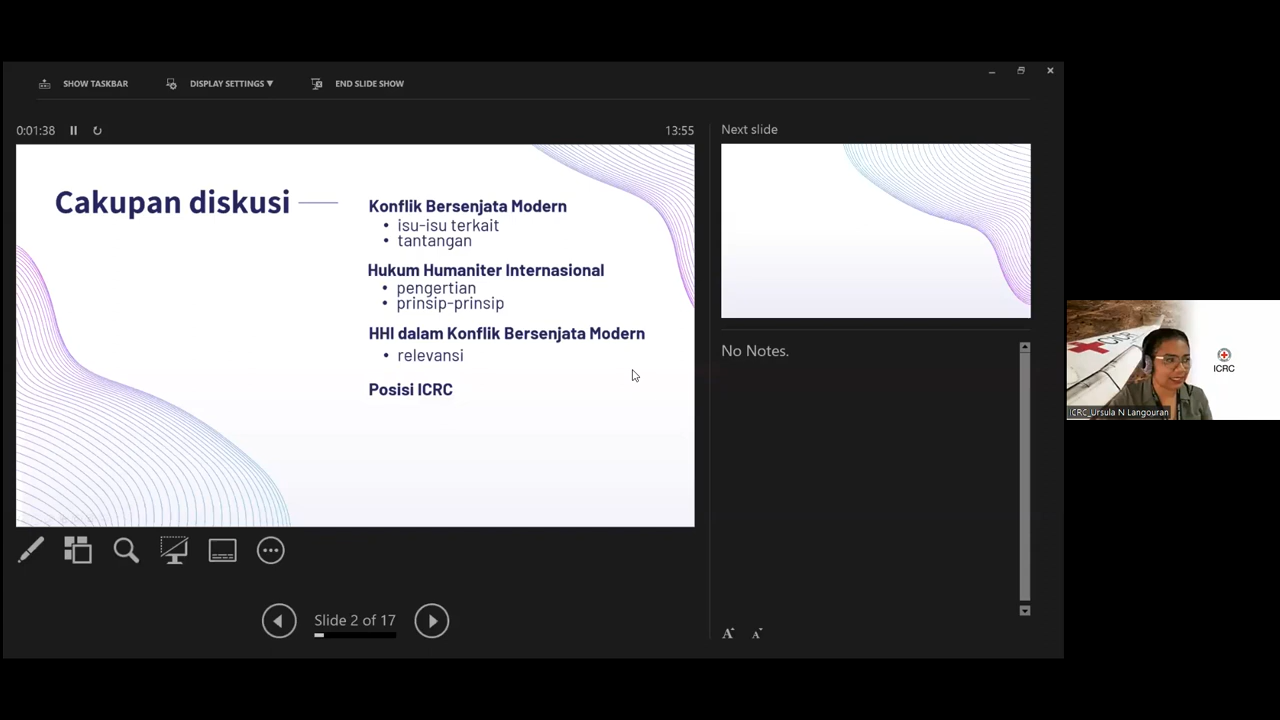 SHOW TASKBAR
DISPLAY SETTINGS ▼
END SLIDE SHOW
0:01:38
13:55
Next slide
Cakupan diskusi
Konflik Bersenjata Modern
• isu-isu terkait
• tantangan
Hukum Humaniter Internasional
• pengertian
• prinsip-prinsip
HHI dalam Konflik Bersenjata Modern
• relevansi
Posisi ICRC
No Notes.
ICRC
ICRC_Ursula N Langouran
Slide 2 of 17
A
A